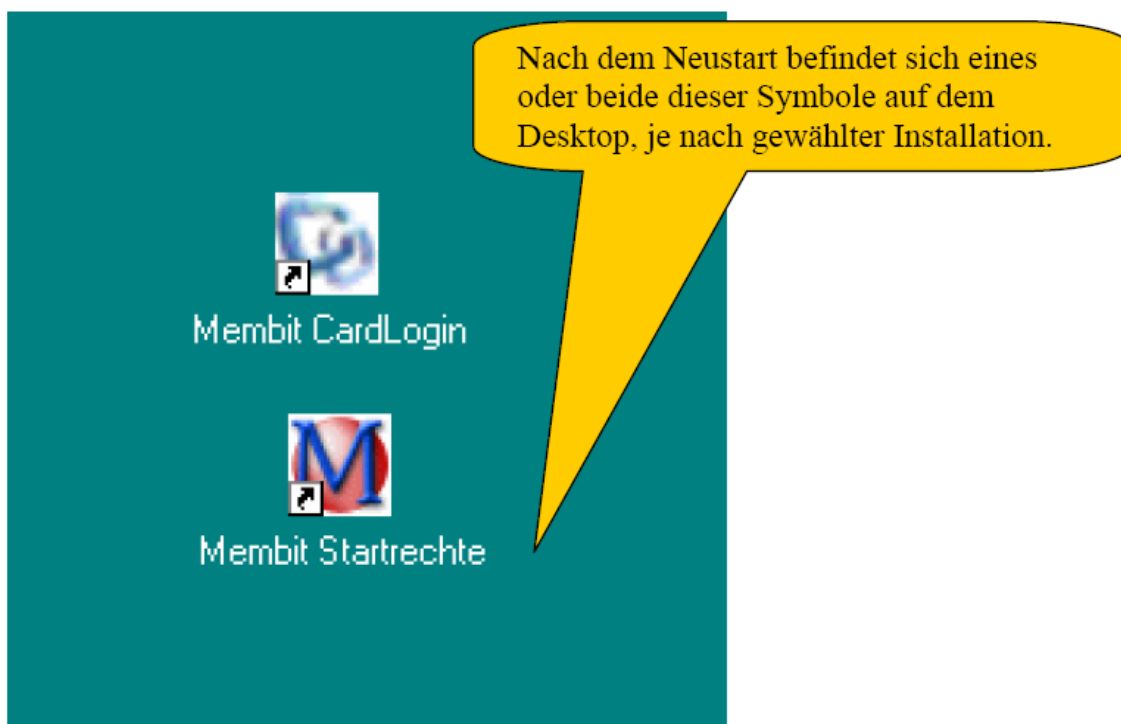 Nach dem Neustart befindet sich eines
oder beide dieser Symbole auf dem
Desktop, je nach gewählter Installation.
Membit CardLogin
M
Membit Startrechte